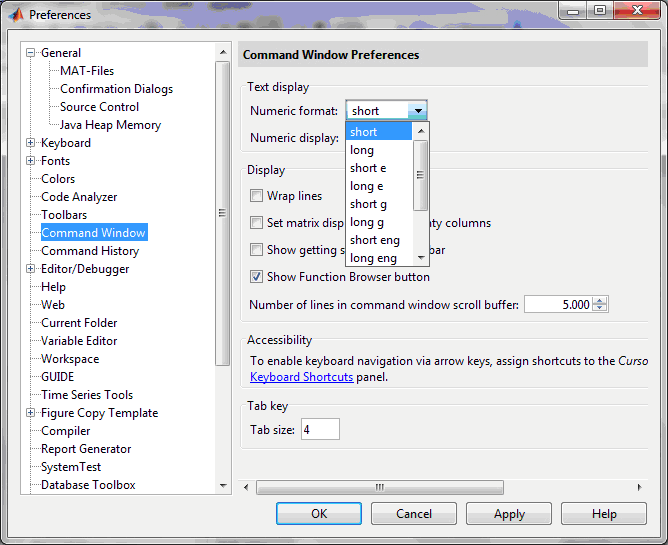 Preferences
General
MAT-Files
Confirmation Dialogs
Source Control
Java Heap Memory
Keyboard
Fonts
Colors
Code Analyzer
Toolbars
Command Window
Command History
Editor/Debugger
Help
Web
Current Folder
Variable Editor
Workspace
GUIDE
Time Series Tools
Figure Copy Template
Compiler
Report Generator
SystemTest
Database Toolbox
Command Window Preferences
Text display
Numeric format: short
short
long
short e
long e
short g
long g
short eng
long eng
Numeric display:
Display
Wrap lines
Set matrix disp ty columns
Show getting s bar
Show Function Browser button
Number of lines in command window scroll buffer: 5.000
Accessibility
To enable keyboard navigation via arrow keys, assign shortcuts to the Curso
Keyboard Shortcuts panel.
Tab key
Tab size: 4
OK Cancel Apply Help